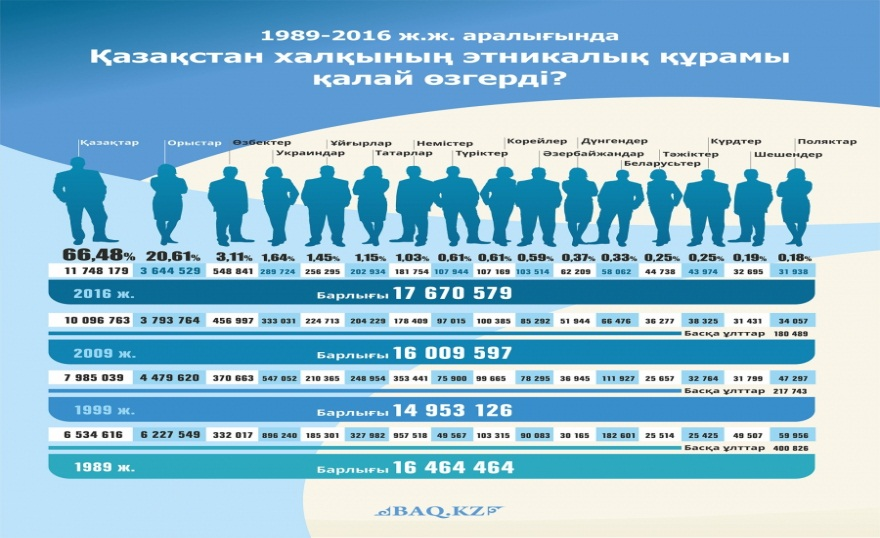 1989-2016 ж.ж. аралығында
Қазақстан халқының этникалық құрамы
қалай өзгерді?
Қазақтар Орыстар Өзбектер Ұйғырлар Немістер Корейлер Дүнгендер Күрдтер Поляктар
Украиндар Татарлар Түріктер Әзербайжандар Тәжіктер Шешендер
Беларусьтер
66,48% 20,61% 3,11% 1,64% 1,45% 1,15% 1,03% 0,61% 0,61% 0,59% 0,37% 0,33% 0,25% 0,25% 0,19% 0,18%
11 748 179 3 644 529 548 841 289 724 256 295 202 934 181 754 107 944 107 169 103 514 62 209 58 062 44 738 43 974 32 695 31 938
2016 ж. Барлығы 17 670 579
10 096 763 3 793 764 456 997 333 031 224 713 204 229 178 409 97 015 100 385 85 292 51 944 66 476 36 277 38 325 31 431 34 057
Басқа ұлттар 180 489
2009 ж. Барлығы 16 009 597
7 985 039 4 479 620 370 663 547 052 210 365 248 954 353 441 75 900 99 665 78 295 36 945 111 927 25 657 32 764 31 799 47 297
Басқа ұлттар 217 743
1999 ж. Барлығы 14 953 126
6 534 616 6 227 549 332 017 896 240 185 301 327 982 957 518 49 567 103 315 90 083 30 165 182 601 25 514 25 425 49 507 59 956
Басқа ұлттар 400 826
1989 ж. Барлығы 16 464 464
BAQ.KZ